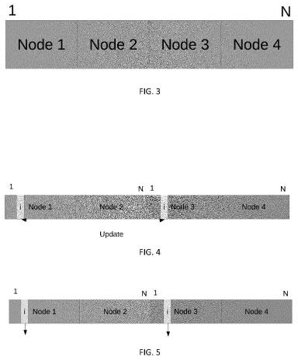 1 N
Node 1 Node 2 Node 3 Node 4
FIG. 3
1 N 1 N
i Node 1 Node 2 i Node 3 Node 4
Update
FIG. 4
1 N 1 N
i Node 1 Node 2 i Node 3 Node 4
FIG. 5